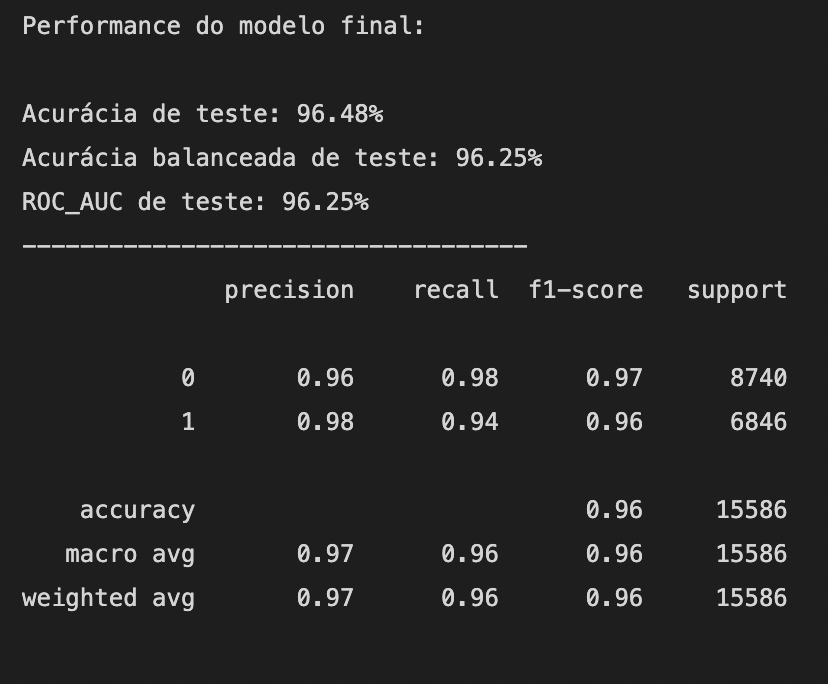 Performance do modelo final:
Acurácia de teste: 96.48%
Acurácia balanceada de teste: 96.25%
ROC_AUC de teste: 96.25%
-----------------------------------
precision recall f1-score support
0 0.96 0.98 0.97 8740
1 0.98 0.94 0.96 6846
accuracy 0.96 15586
macro avg 0.97 0.96 0.96 15586
weighted avg 0.97 0.96 0.96 15586